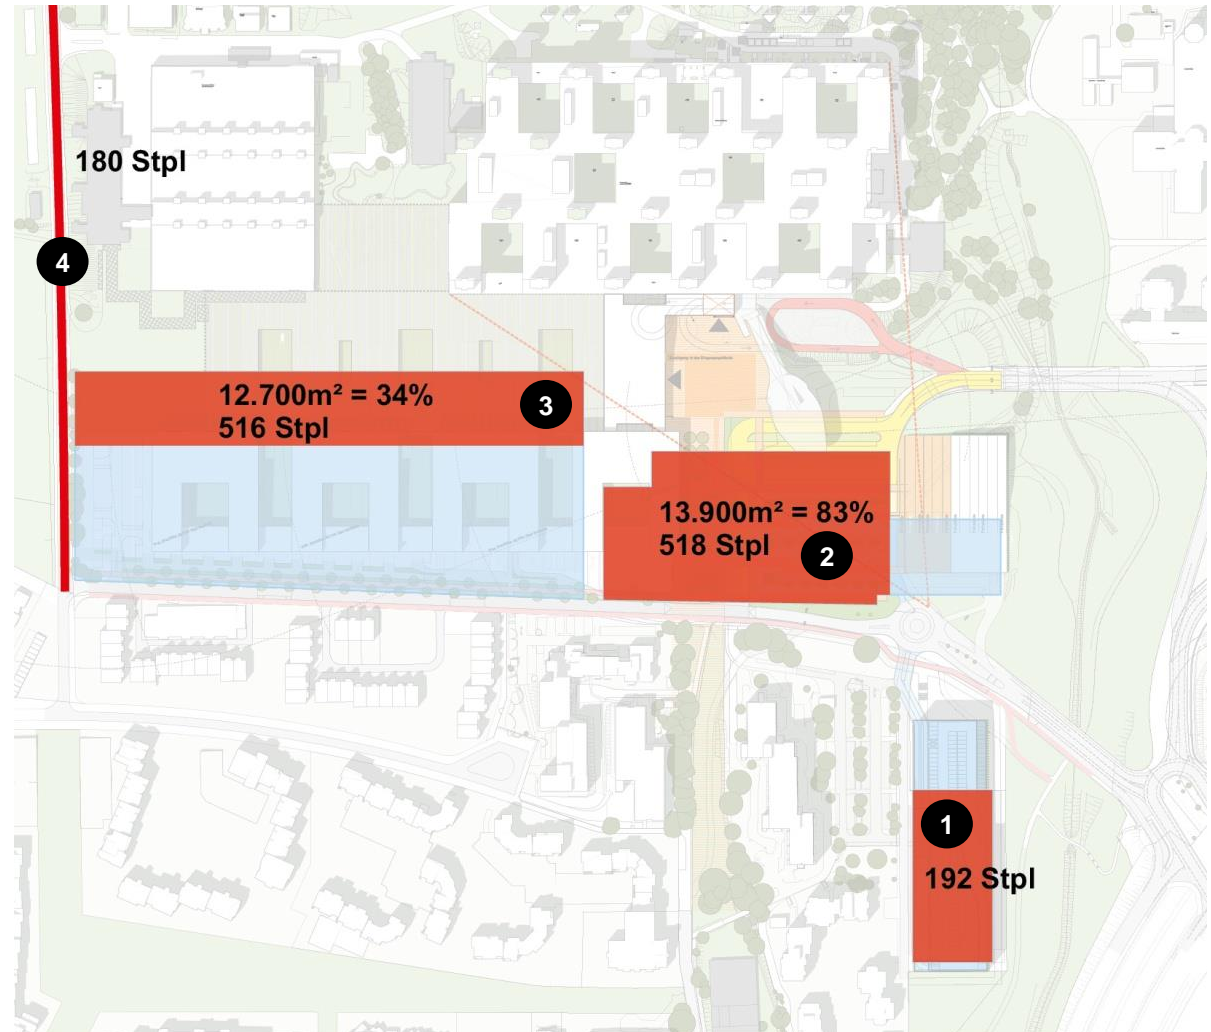 180 Stpl
4
12.700m² = 34%
516 Stpl
3
13.900m² = 83%
518 Stpl
2
1
192 Stpl